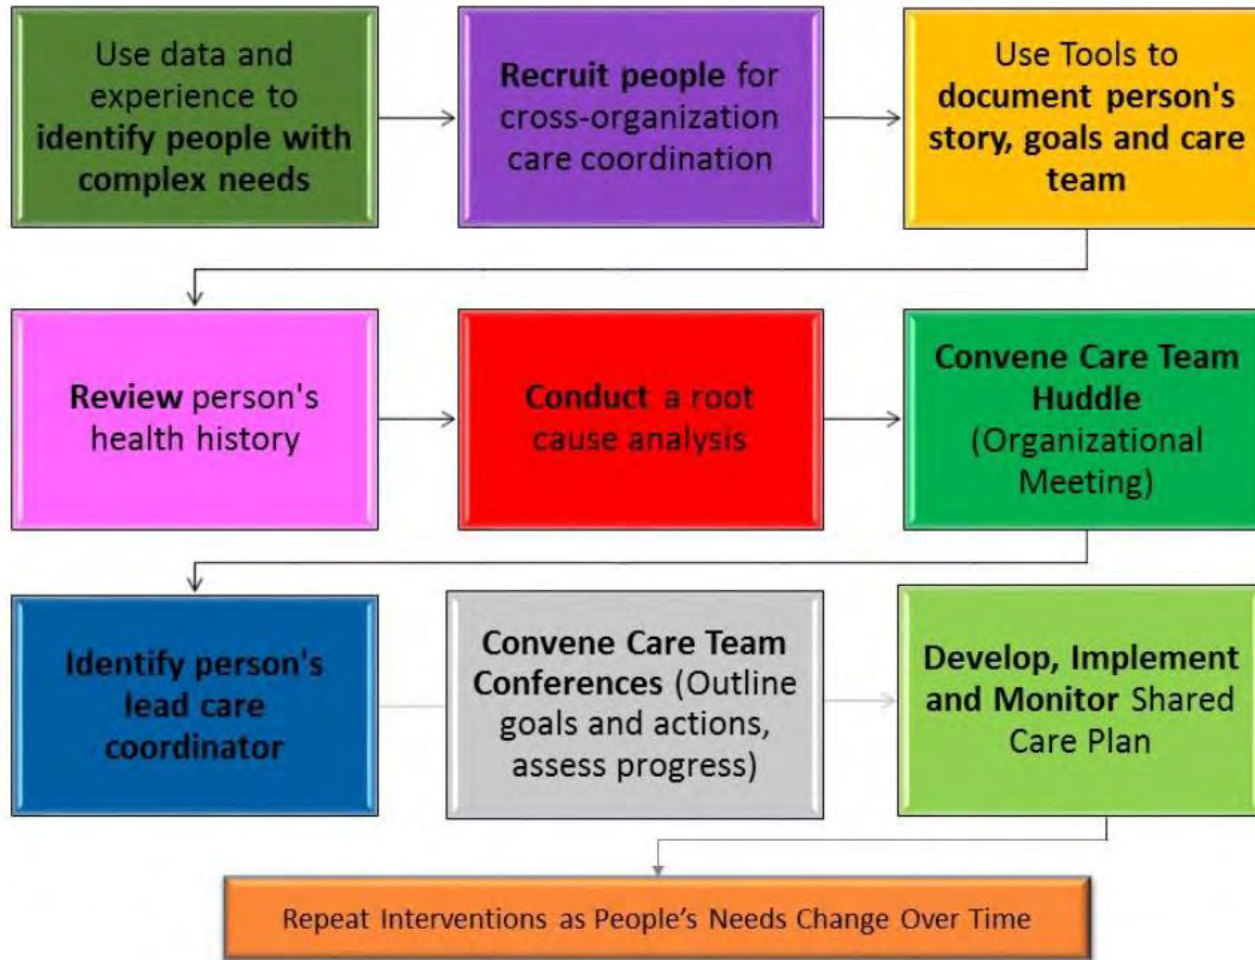 Use data and
experience to
identify people with
complex needs
Recruit people for
cross-organization
care coordination
Use Tools to
document person's
story, goals and care
team
Review person's
health history
Conduct a root
cause analysis
Convene Care Team
Huddle
(Organizational
Meeting)
Identify person's
lead care
coordinator
Convene Care Team
Conferences (Outline
goals and actions,
assess progress)
Develop, Implement
and Monitor Shared
Care Plan
Repeat Interventions as People’s Needs Change Over Time